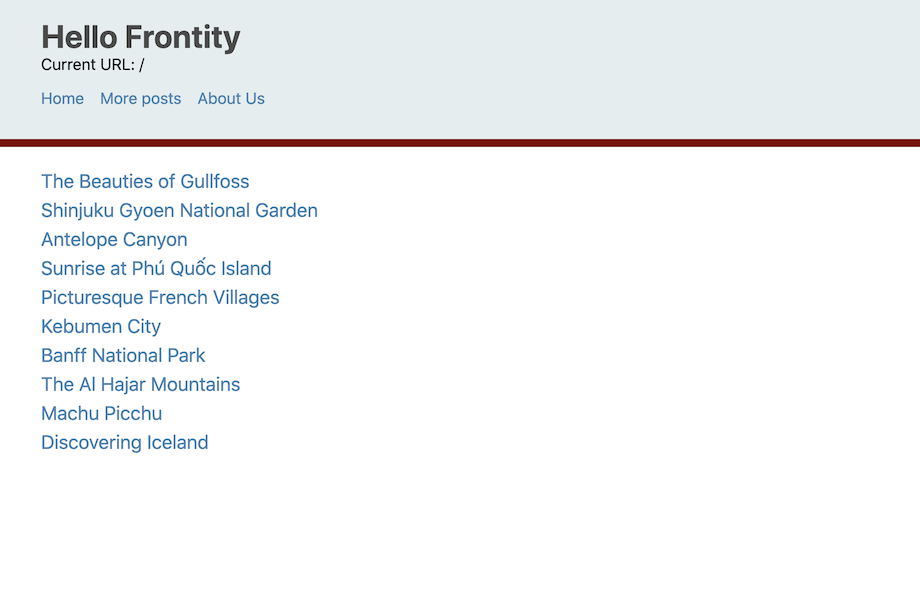 Hello Frontity
Current URL: /
Home More posts About Us
The Beauties of Gullfoss
Shinjuku Gyoen National Garden
Antelope Canyon
Sunrise at Phú Quốc Island
Picturesque French Villages
Kebumen City
Banff National Park
The Al Hajar Mountains
Machu Picchu
Discovering Iceland